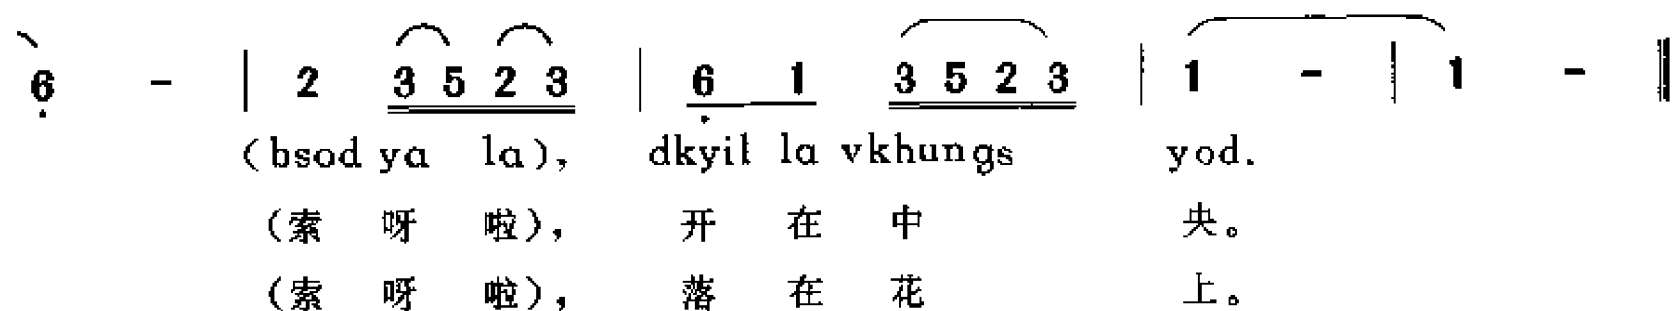 6 - | 2 3 5 2 3 | 6 1 3 5 2 3 | 1 - | 1 - ‖
(bsod ya la), dkyil la vkhungs yod.
(索 呀 啦), 开 在 中 央。
(索 呀 啦), 落 在 花 上。